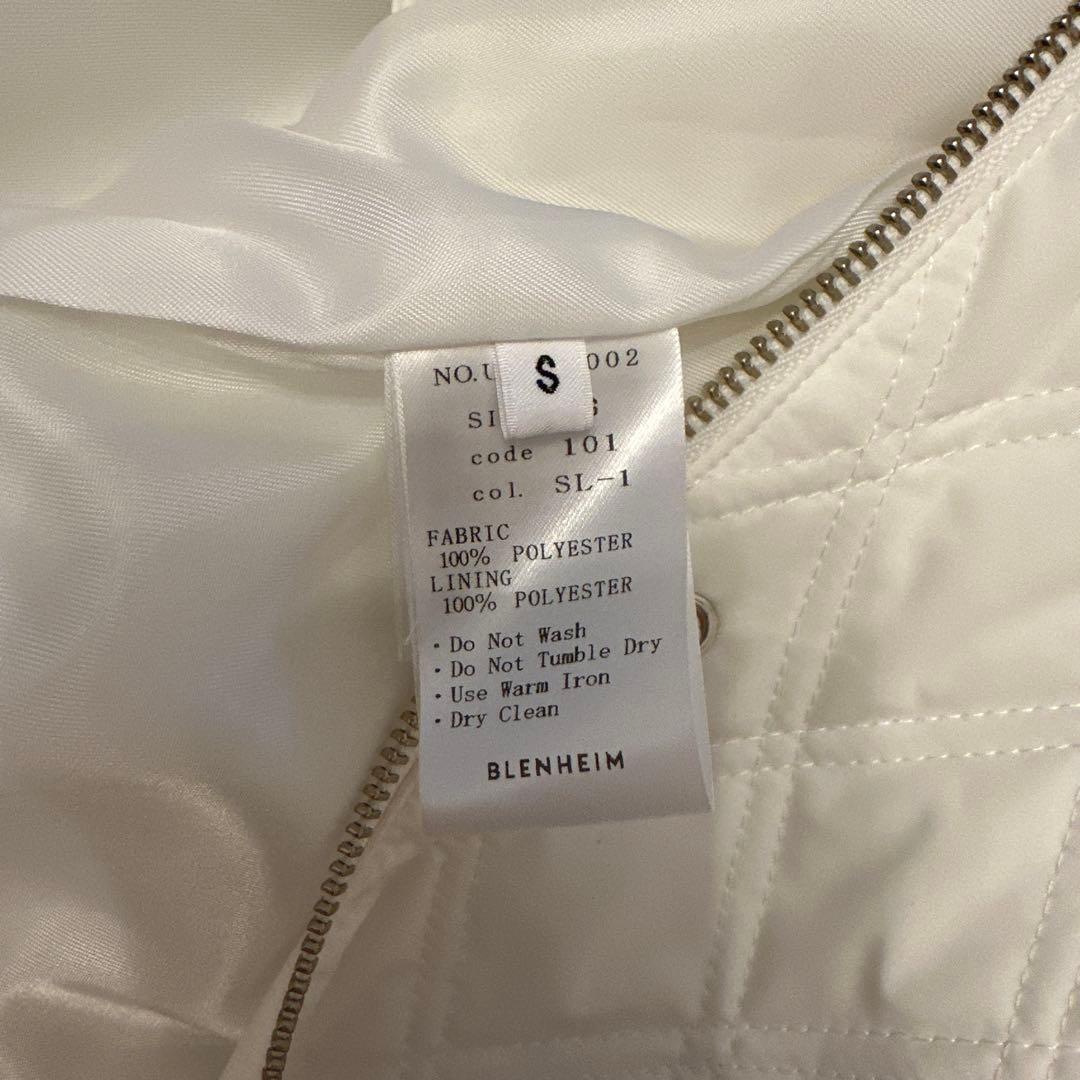 NO.U 002
S
SI S
code 101
col. SL-1
FABRIC
100% POLYESTER
LINING
100% POLYESTER
・Do Not Wash
・Do Not Tumble Dry
・Use Warm Iron
・Dry Clean
BLENHEIM